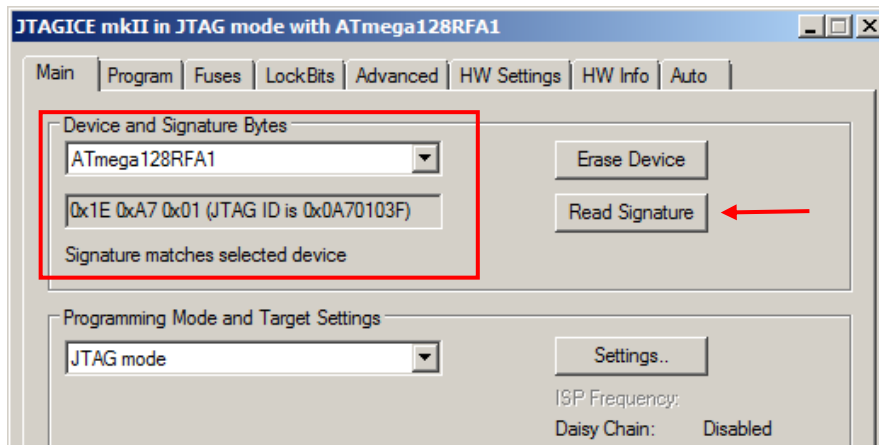 JTAGICE mkII in JTAG mode with ATmega128RFA1
Main Program Fuses LockBits Advanced HW Settings HW Info Auto
Device and Signature Bytes
ATmega128RFA1 Erase Device
0x1E 0xA7 0x01 (JTAG ID is 0x0A70103F) Read Signature
Signature matches selected device
Programming Mode and Target Settings
JTAG mode Settings..
ISP Frequency:
Daisy Chain: Disabled